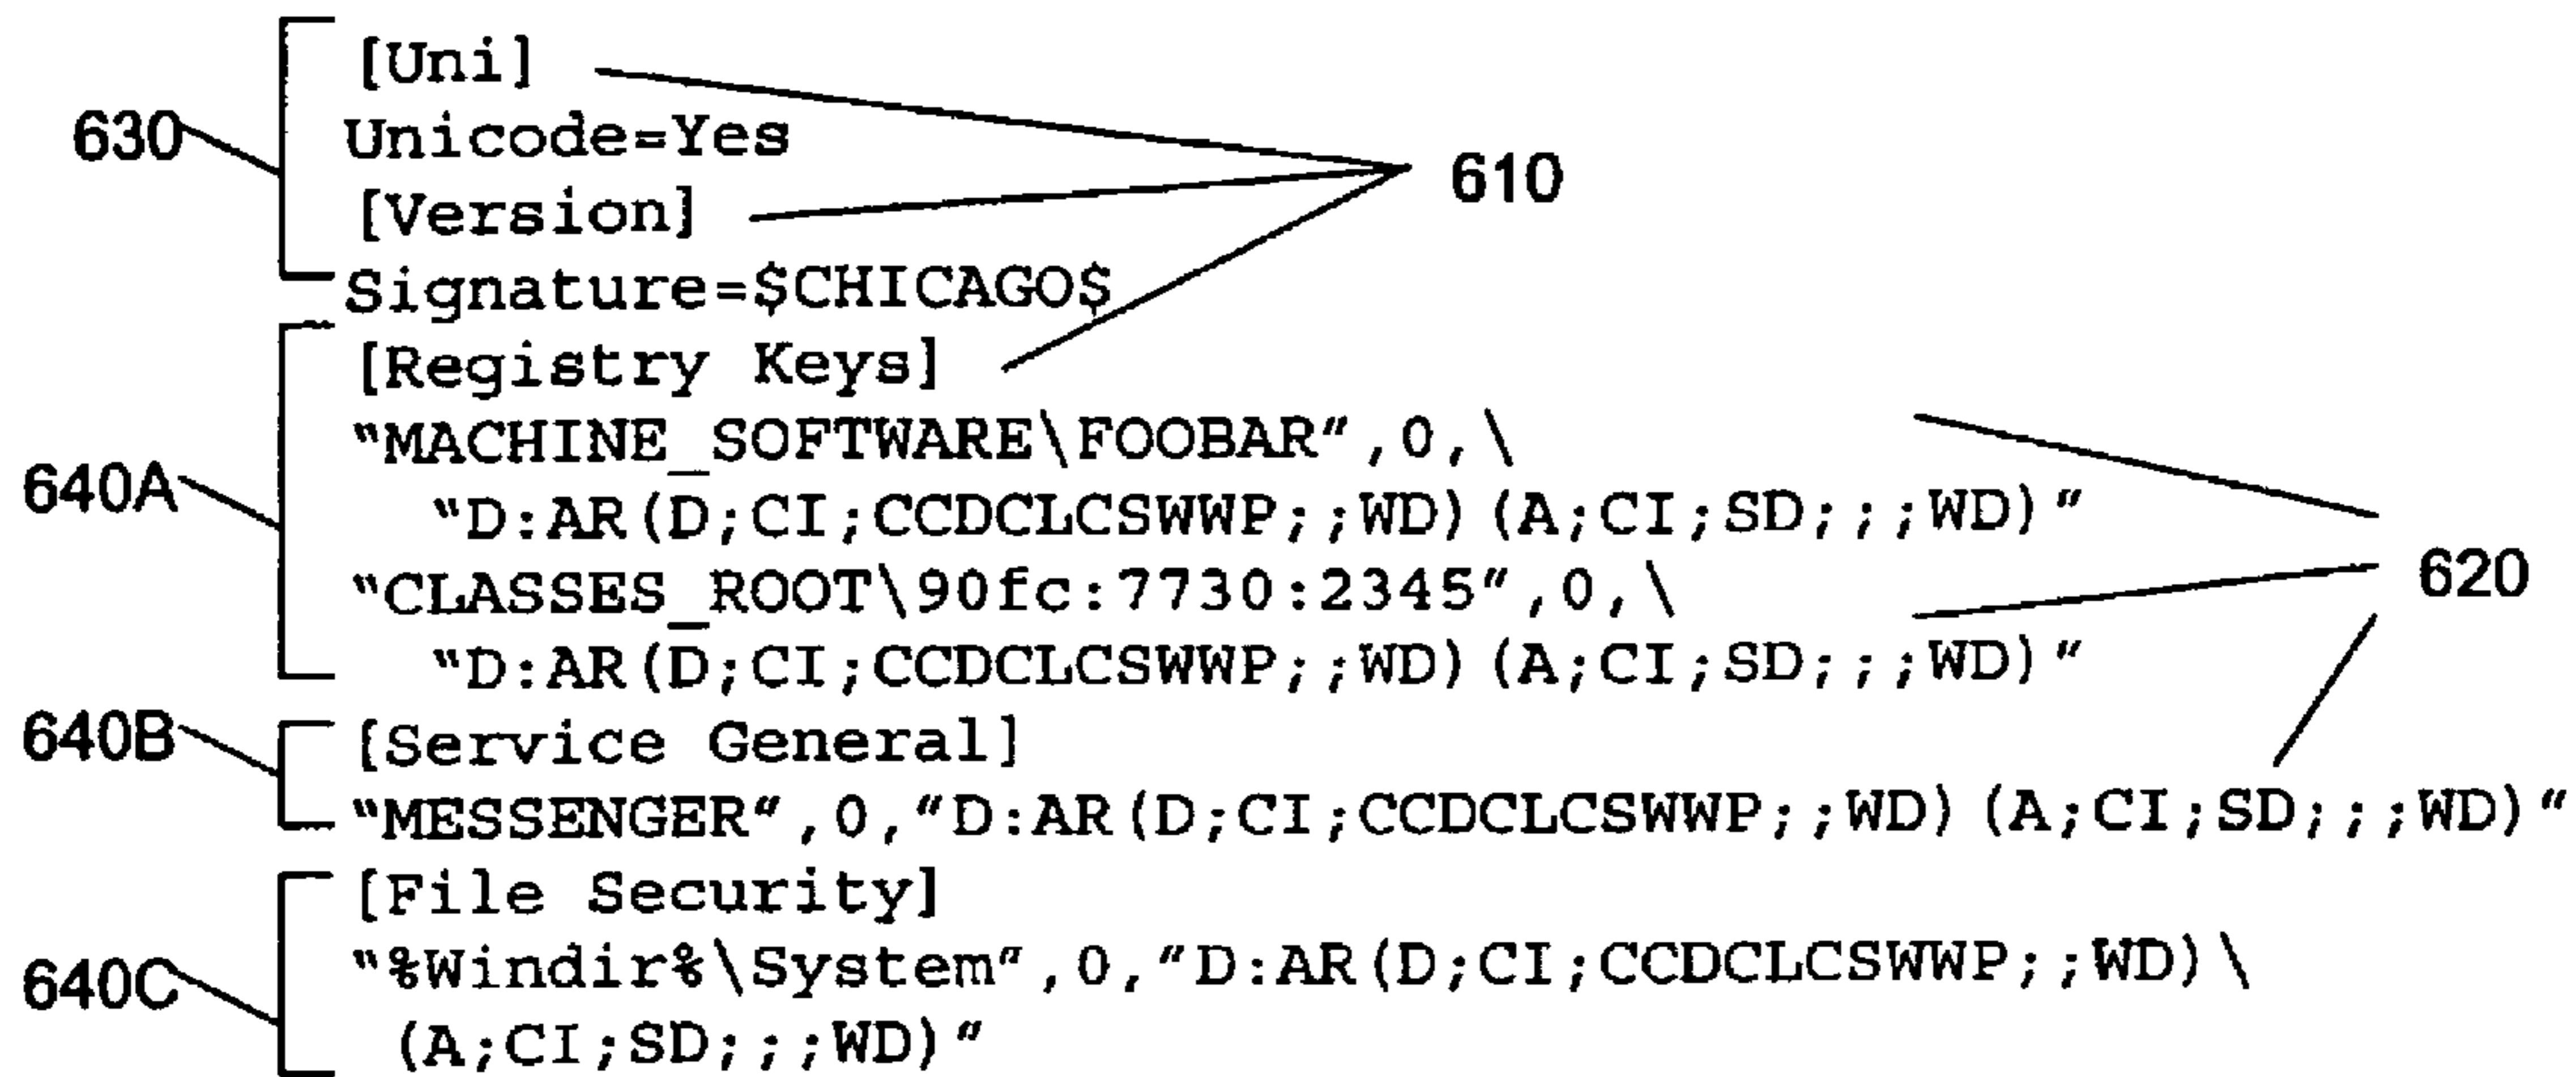 [Uni]
630
Unicode=Yes
610
[Version]
Signature=$CHICAGO$
[Registry Keys]
“MACHINE_SOFTWARE\FOOBAR”,0,\
640A
“D:AR(D;CI;CCDCLCSWWP;;WD)(A;CI;SD;;;WD)”
620
“CLASSES_ROOT\90fc:7730:2345”,0,\
“D:AR(D;CI;CCDCLCSWWP;;WD)(A;CI;SD;;;WD)”
640B
[Service General]
“MESSENGER”,0,”D:AR(D;CI;CCDCLCSWWP;;WD)(A;CI;SD;;;WD)”
[File Security]
640C
“%Windir%\System”,0,”D:AR(D;CI;CCDCLCSWWP;;WD)\
(A;CI;SD;;;WD)”